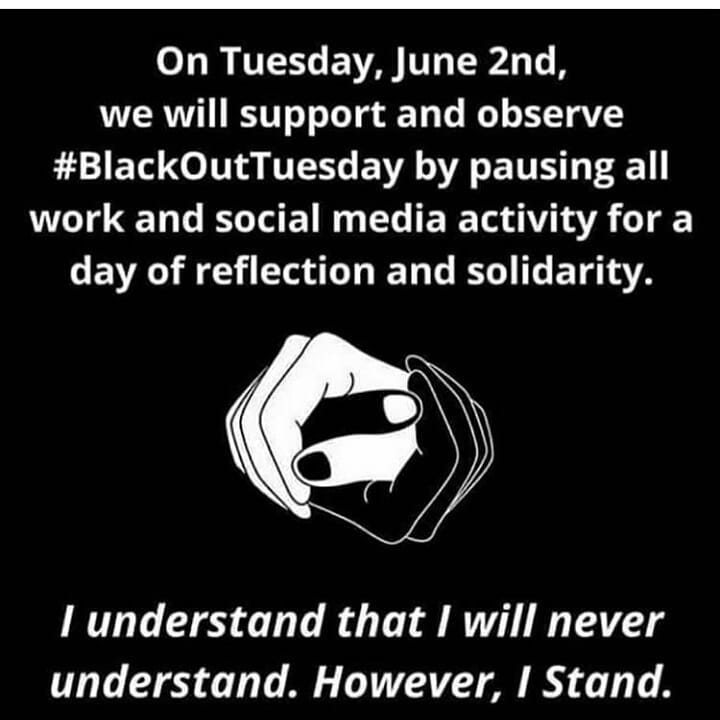 On Tuesday, June 2nd,
we will support and observe
#BlackOutTuesday by pausing all
work and social media activity for a
day of reflection and solidarity.
I understand that I will never
understand. However, I Stand.